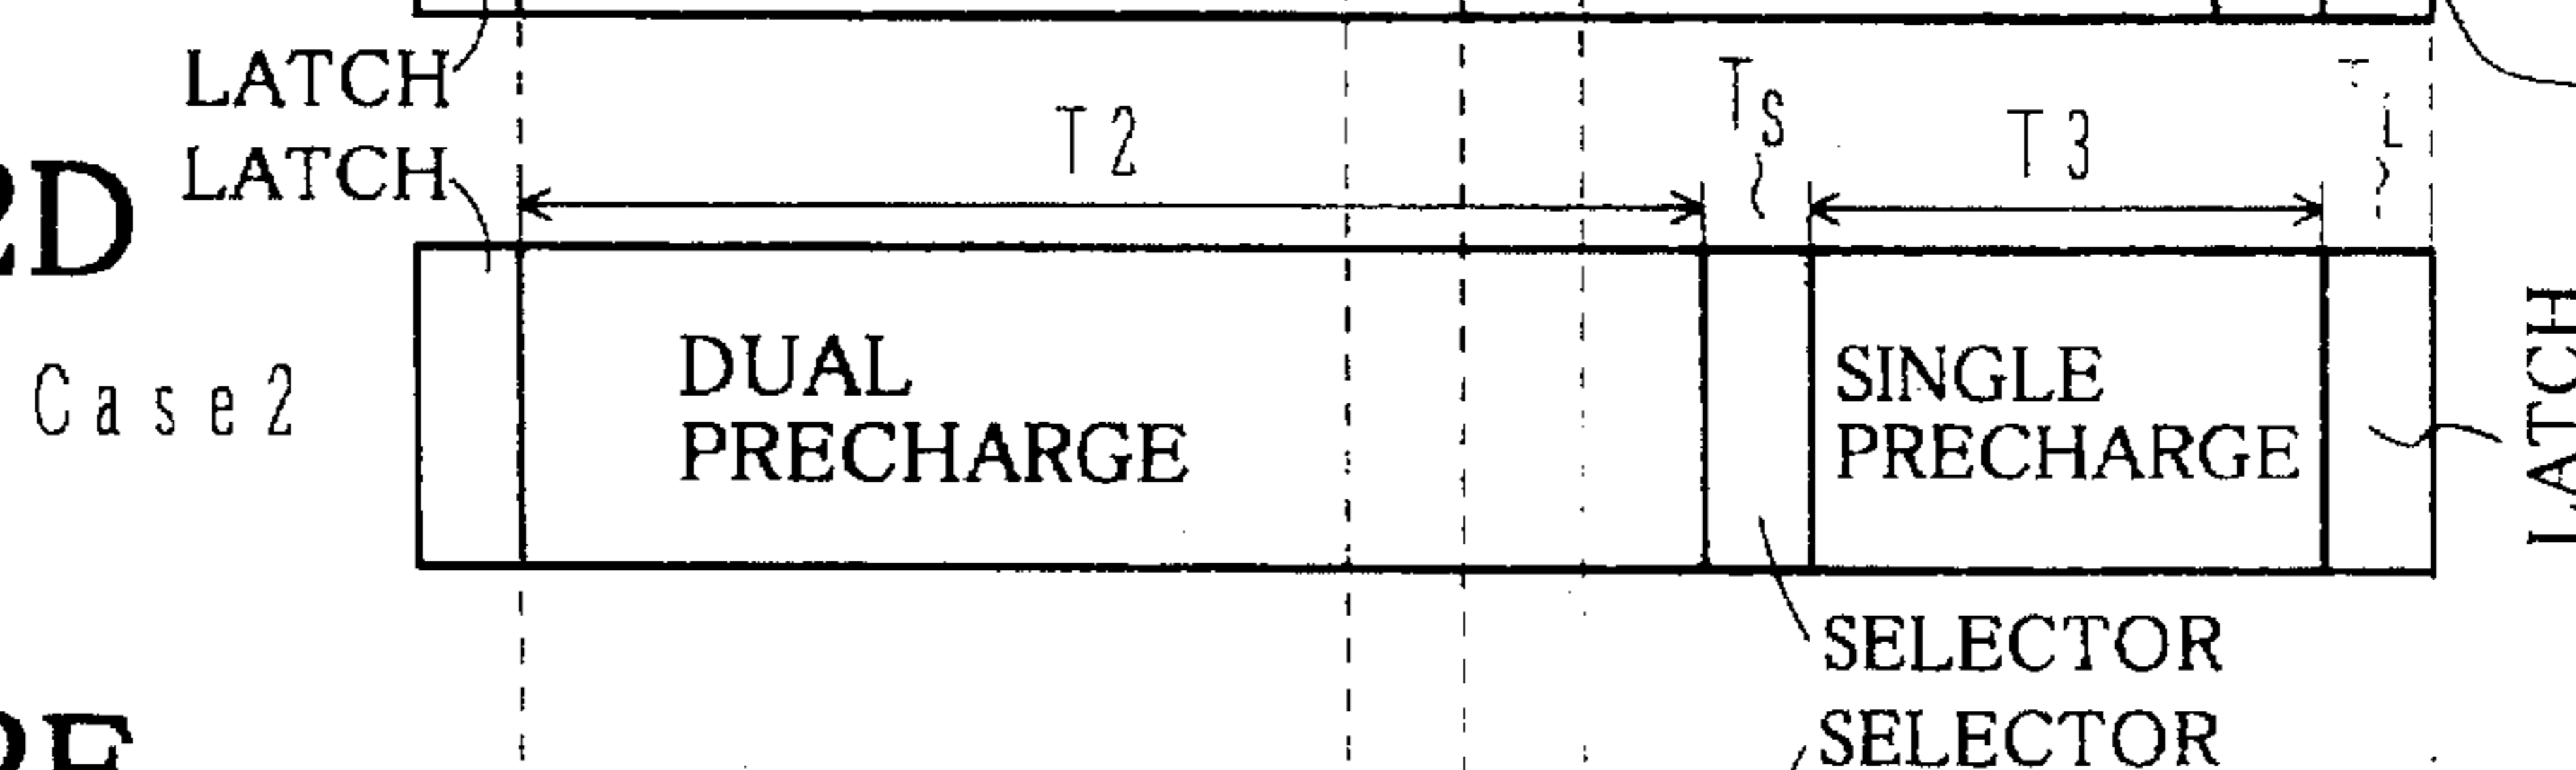 LATCH
T2
TS
T3
TL
2D
LATCH
Case2
DUAL
PRECHARGE
SINGLE
PRECHARGE
LATCH
SELECTOR
SELECTOR